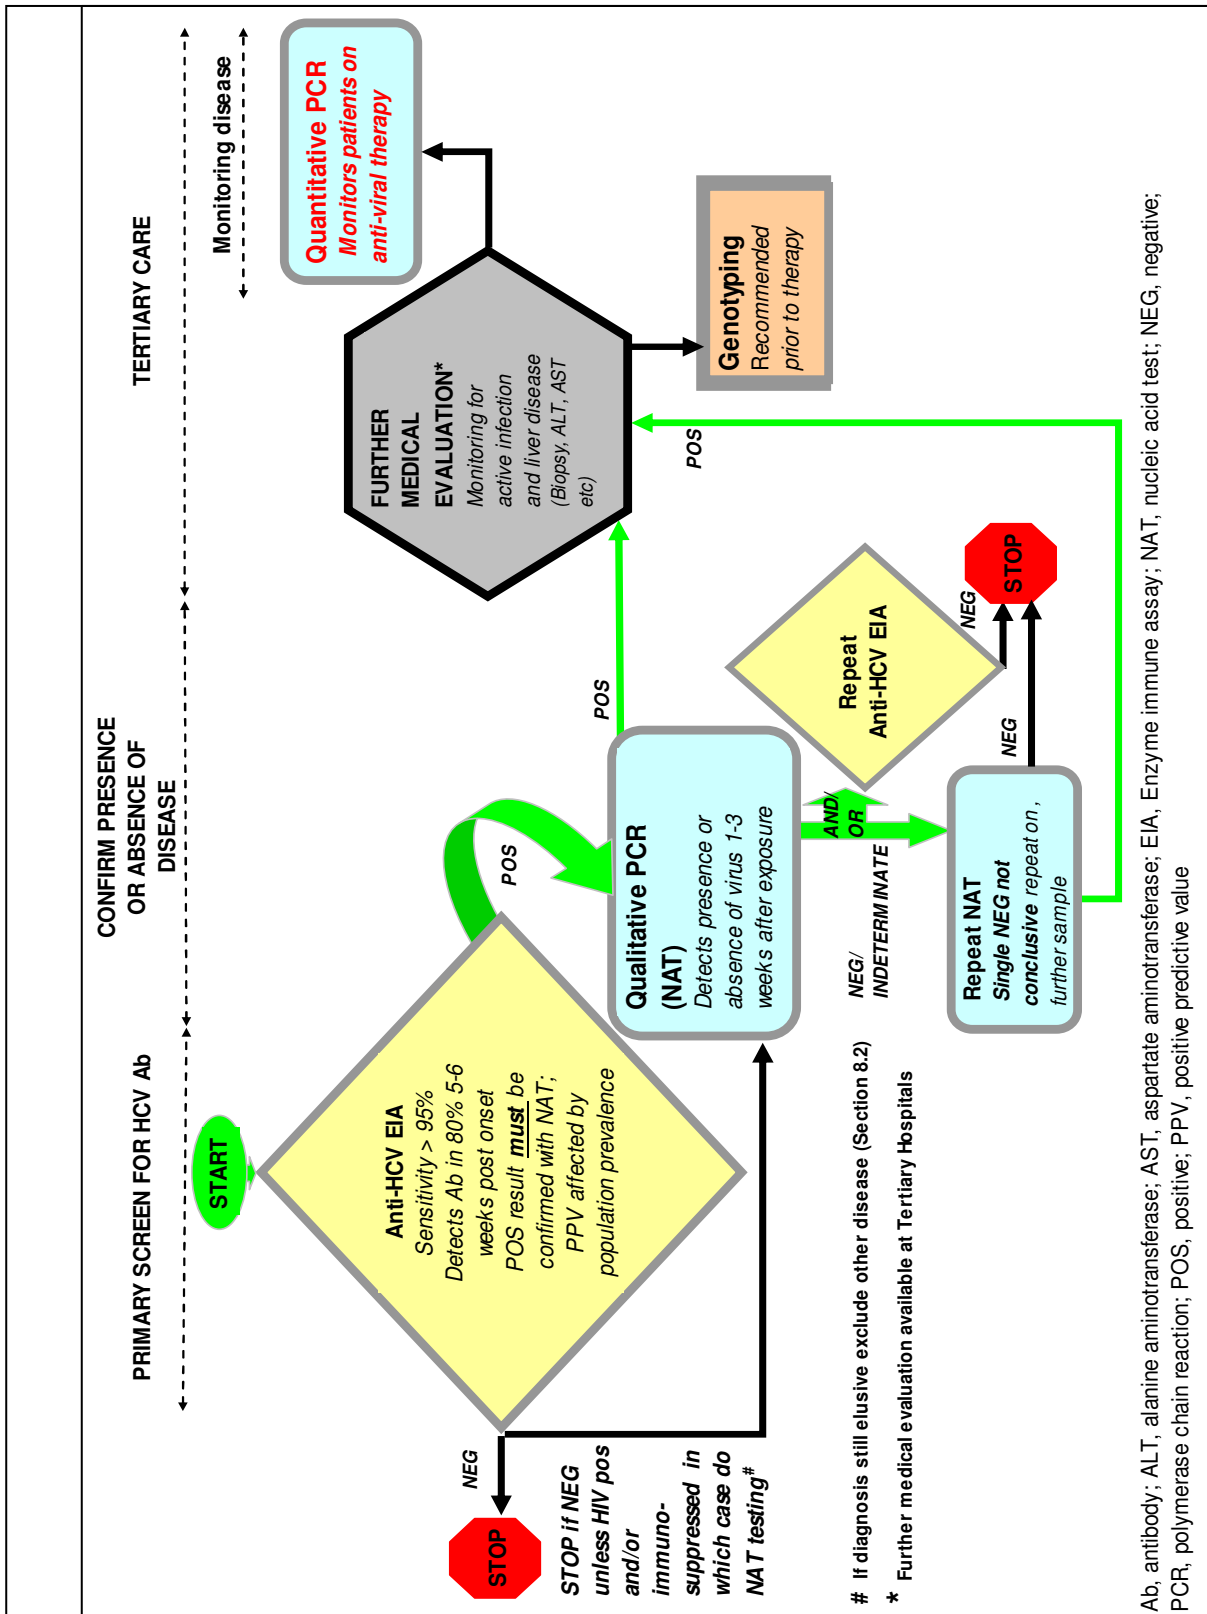 PRIMARY SCREEN FOR HCV Ab
CONFIRM PRESENCE
OR ABSENCE OF
DISEASE
TERTIARY CARE
Monitoring disease
START
Anti-HCV EIA
Sensitivity > 95%
Detects Ab in 80% 5-6
weeks post onset
POS result must be
confirmed with NAT;
PPV affected by
population prevalence
NEG
STOP
STOP if NEG
unless HIV pos
and/or
immuno-
suppressed in
which case do
NAT testing#
POS
Qualitative PCR
(NAT)
Detects presence or
absence of virus 1-3
weeks after exposure
POS
NEG/
INDETERMINATE
AND/
OR
Repeat
Anti-HCV EIA
NEG
Repeat NAT
Single NEG not
conclusive repeat on ,
further sample
NEG
STOP
POS
FURTHER
MEDICAL
EVALUATION*
Monitoring for
active infection
and liver disease
(Biopsy, ALT, AST
etc)
Quantitative PCR
Monitors patients on
anti-viral therapy
Genotyping
Recommended
prior to therapy
# If diagnosis still elusive exclude other disease (Section 8.2)
* Further medical evaluation available at Tertiary Hospitals
Ab, antibody; ALT, alanine aminotransferase; AST, aspartate aminotransferase; EIA, Enzyme immune assay; NAT, nucleic acid test; NEG, negative;
PCR, polymerase chain reaction; POS, positive; PPV, positive predictive value